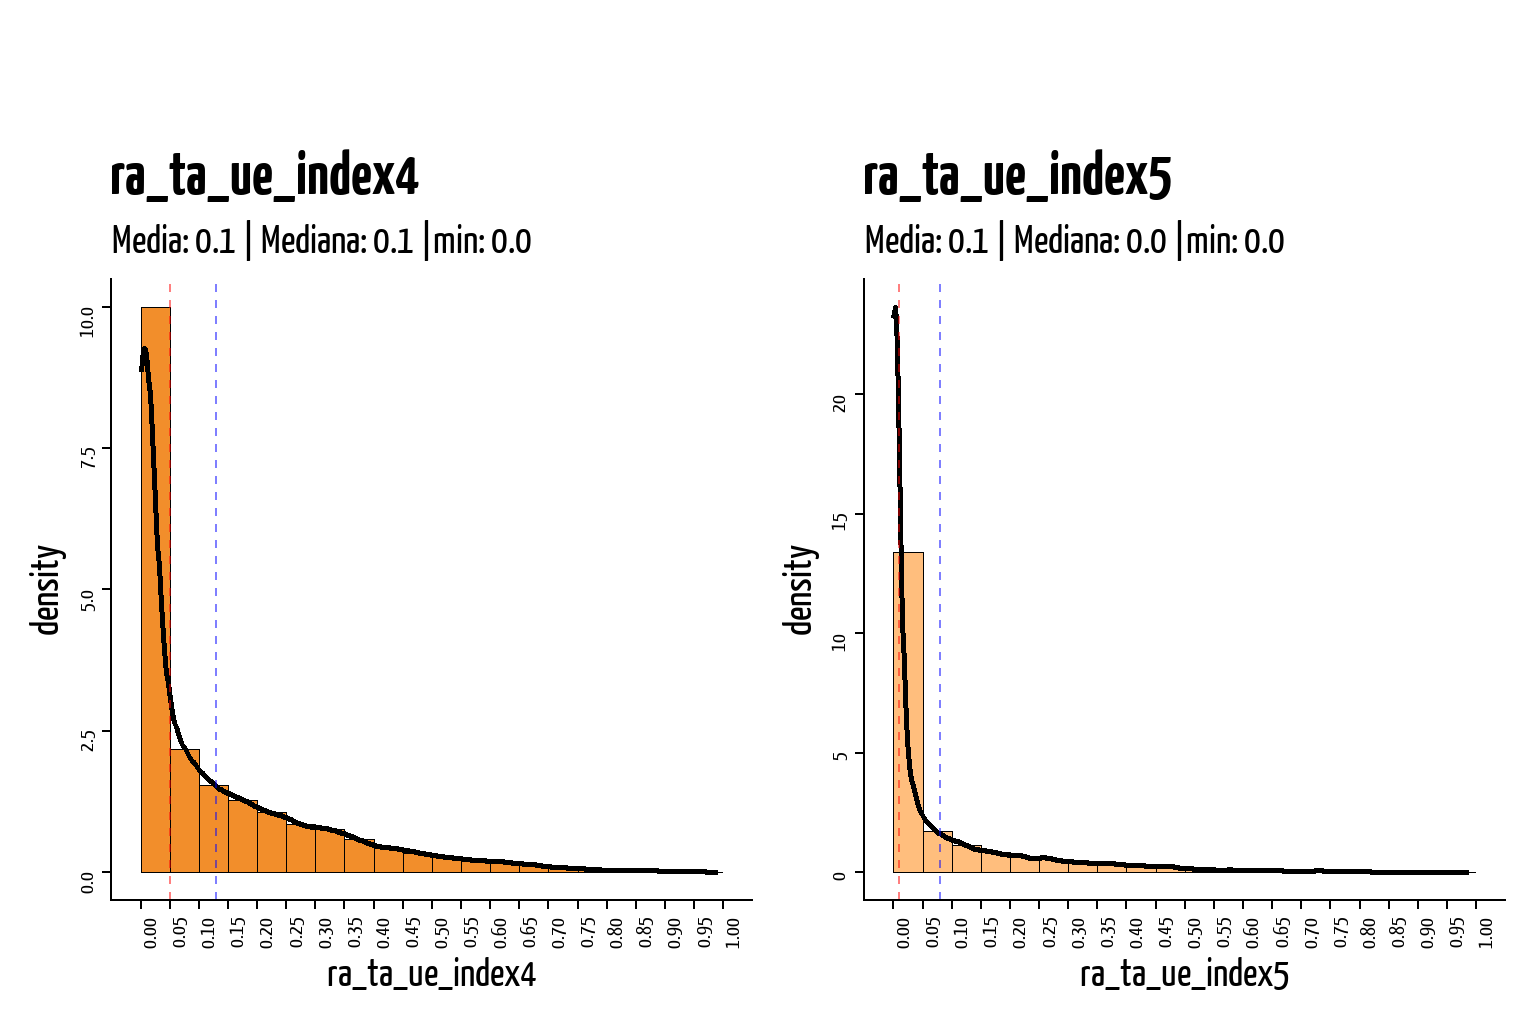 ra_ta_ue_index4
Media: 0.1 | Mediana: 0.1 |min: 0.0
density
10.0
7.5
5.0
2.5
0.0
0.00 0.05 0.10 0.15 0.20 0.25 0.30 0.35 0.40 0.45 0.50 0.55 0.60 0.65 0.70 0.75 0.80 0.85 0.90 0.95 1.00
ra_ta_ue_index4
ra_ta_ue_index5
Media: 0.1 | Mediana: 0.0 |min: 0.0
density
20
15
10
5
0
0.00 0.05 0.10 0.15 0.20 0.25 0.30 0.35 0.40 0.45 0.50 0.55 0.60 0.65 0.70 0.75 0.80 0.85 0.90 0.95 1.00
ra_ta_ue_index5